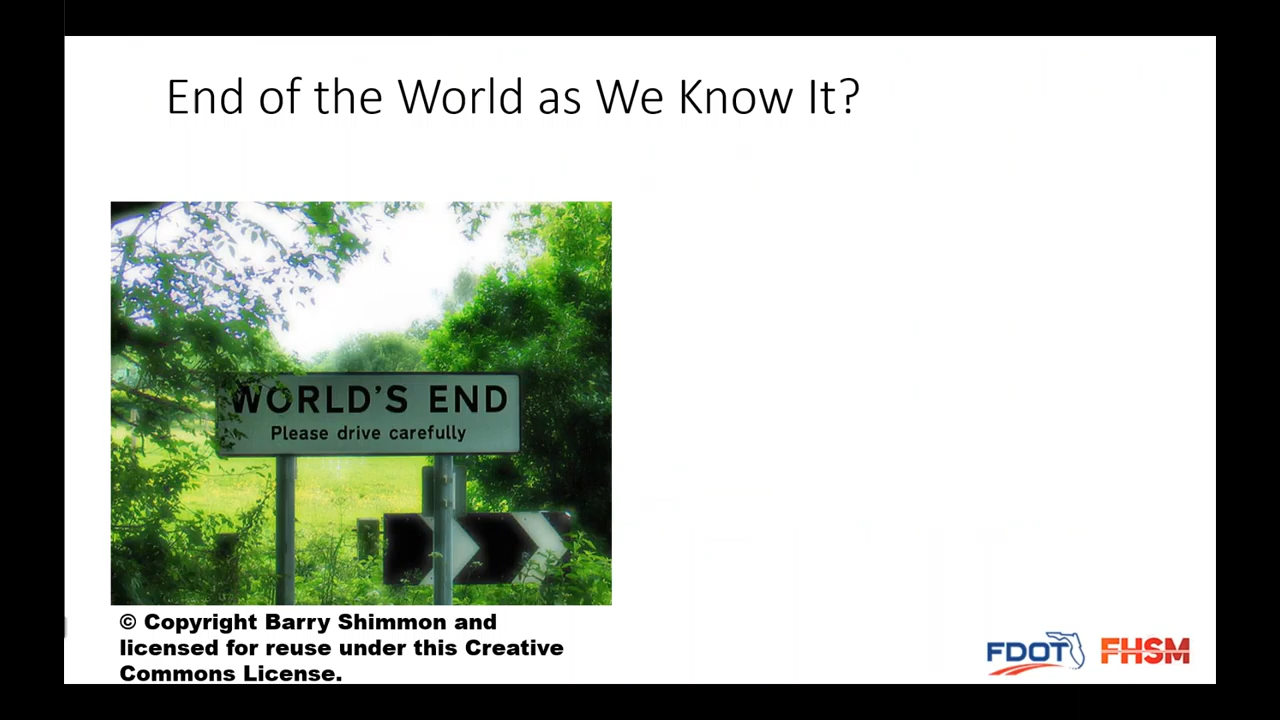 End of the World as We Know It?
WORLD'S END
Please drive carefully
© Copyright Barry Shimmon and
licensed for reuse under this Creative
Commons License.
FDOT FHSM